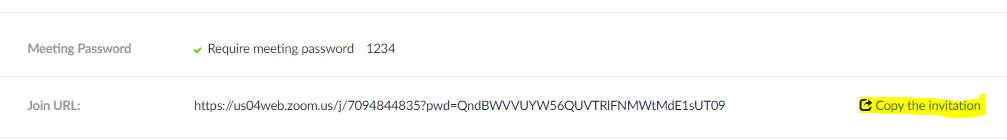 Meeting Password Require meeting password 1234
Join URL: https://us04web.zoom.us/j/7094844835?pwd=QndBWVVUYW56QUVTRlFNMWtMdE1sUT09 Copy the invitation